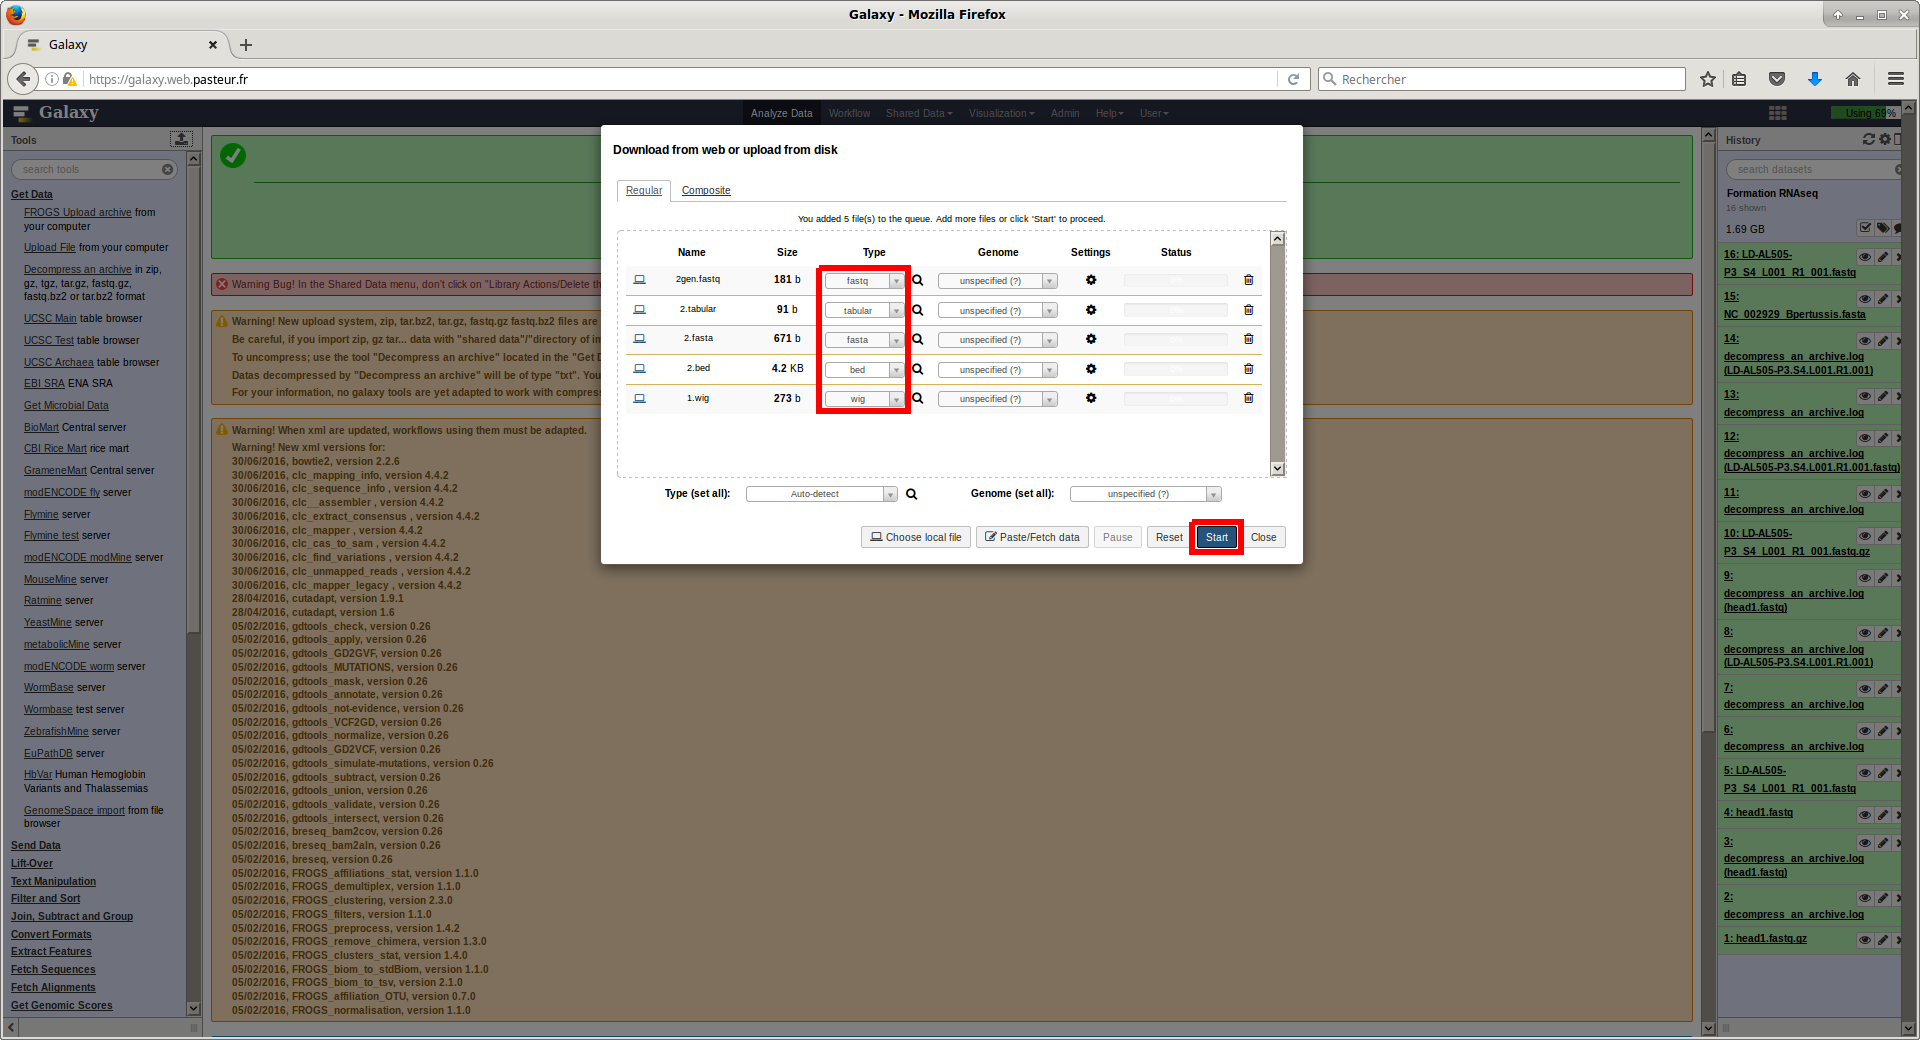 Galaxy - Mozilla Firefox
Galaxy
https://galaxy.web.pasteur.fr
Rechercher
Galaxy
Analyze Data Workflow Shared Data Visualization Admin Help User
Using 69%
Tools
search tools
Get Data
FROGS Upload archive from your computer
Upload File from your computer
Decompress an archive in zip, gz, tgz, tar.gz, fastq.gz, fastq.bz2 or tar.bz2 format
UCSC Main table browser
UCSC Test table browser
UCSC Archaea table browser
EBI SRA ENA SRA
Get Microbial Data
BioMart Central server
CBI Rice Mart rice mart
GrameneMart Central server
modENCODE fly server
Flymine server
Flymine test server
modENCODE modMine server
MouseMine server
Ratmine server
YeastMine server
metabolicMine server
modENCODE worm server
WormBase server
Wormbase test server
ZebrafishMine server
EuPathDB server
HbVar Human Hemoglobin Variants and Thalassemias
GenomeSpace import from file browser
Send Data
Lift-Over
Text Manipulation
Filter and Sort
Join, Subtract and Group
Convert Formats
Extract Features
Fetch Sequences
Fetch Alignments
Get Genomic Scores
Warning Bug! In the Shared Data menu, don't click on "Library Actions/Delete th
Warning! New upload system, zip, tar.bz2, tar.gz, fastq.gz fastq.bz2 files are
Be careful, if you import zip, gz tar... data with "shared data"/"directory of im
To uncompress; use the tool "Decompress an archive" located in the "Get D
Datas decompressed by "Decompress an archive" will be of type "txt". You
For your information, no galaxy tools are yet adapted to work with compress
Warning! When xml are updated, workflows using them must be adapted.
Warning! New xml versions for:
30/06/2016, bowtie2, version 2.2.6
30/06/2016, clc_mapping_info, version 4.4.2
30/06/2016, clc_sequence_info , version 4.4.2
30/06/2016, clc__assembler , version 4.4.2
30/06/2016, clc_extract_consensus , version 4.4.2
30/06/2016, clc_mapper , version 4.4.2
30/06/2016, clc_cas_to_sam , version 4.4.2
30/06/2016, clc_find_variations , version 4.4.2
30/06/2016, clc_unmapped_reads , version 4.4.2
30/06/2016, clc_mapper_legacy , version 4.4.2
28/04/2016, cutadapt, version 1.9.1
28/04/2016, cutadapt, version 1.6
05/02/2016, gdtools_check, version 0.26
05/02/2016, gdtools_apply, version 0.26
05/02/2016, gdtools_GD2GVF, version 0.26
05/02/2016, gdtools_MUTATIONS, version 0.26
05/02/2016, gdtools_mask, version 0.26
05/02/2016, gdtools_annotate, version 0.26
05/02/2016, gdtools_not-evidence, version 0.26
05/02/2016, gdtools_VCF2GD, version 0.26
05/02/2016, gdtools_normalize, version 0.26
05/02/2016, gdtools_GD2VCF, version 0.26
05/02/2016, gdtools_simulate-mutations, version 0.26
05/02/2016, gdtools_subtract, version 0.26
05/02/2016, gdtools_union, version 0.26
05/02/2016, gdtools_validate, version 0.26
05/02/2016, gdtools_intersect, version 0.26
05/02/2016, breseq_bam2cov, version 0.26
05/02/2016, breseq_bam2aln, version 0.26
05/02/2016, breseq, version 0.26
05/02/2016, FROGS_affiliations_stat, version 1.1.0
05/02/2016, FROGS_demultiplex, version 1.1.0
05/02/2016, FROGS_clustering, version 2.3.0
05/02/2016, FROGS_filters, version 1.1.0
05/02/2016, FROGS_preprocess, version 1.4.2
05/02/2016, FROGS_remove_chimera, version 1.3.0
05/02/2016, FROGS_clusters_stat, version 1.4.0
05/02/2016, FROGS_biom_to_stdBiom, version 1.1.0
05/02/2016, FROGS_biom_to_tsv, version 2.1.0
05/02/2016, FROGS_affiliation_OTU, version 0.7.0
05/02/2016, FROGS_normalisation, version 1.1.0
Download from web or upload from disk
Regular Composite
You added 5 file(s) to the queue. Add more files or click 'Start' to proceed.
Name Size Type Genome Settings Status
2gen.fastq 181 b fastq unspecified (?)
2.tabular 91 b tabular unspecified (?)
2.fasta 671 b fasta unspecified (?)
2.bed 4.2 KB bed unspecified (?)
1.wig 273 b wig unspecified (?)
Type (set all): Auto-detect Genome (set all): unspecified (?)
Choose local file Paste/Fetch data Pause Reset Start Close
History
search datasets
Formation RNAseq
16 shown
1.69 GB
16: LD-AL505-
P3_S4_L001_R1_001.fastq
15:
NC_002929_Bpertussis.fasta
14:
decompress_an_archive.log
(LD-AL505-P3.S4.L001.R1.001)
13:
decompress_an_archive.log
12:
decompress_an_archive.log
(LD-AL505-P3.S4.L001.R1.001.fastq)
11:
decompress_an_archive.log
10: LD-AL505-
P3_S4_L001_R1_001.fastq.gz
9:
decompress_an_archive.log
(head1.fastq)
8:
decompress_an_archive.log
(LD-AL505-P3.S4.L001.R1.001)
7:
decompress_an_archive.log
6:
decompress_an_archive.log
5: LD-AL505-
P3_S4_L001_R1_001.fastq
4: head1.fastq
3:
decompress_an_archive.log
(head1.fastq)
2:
decompress_an_archive.log
1: head1.fastq.gz